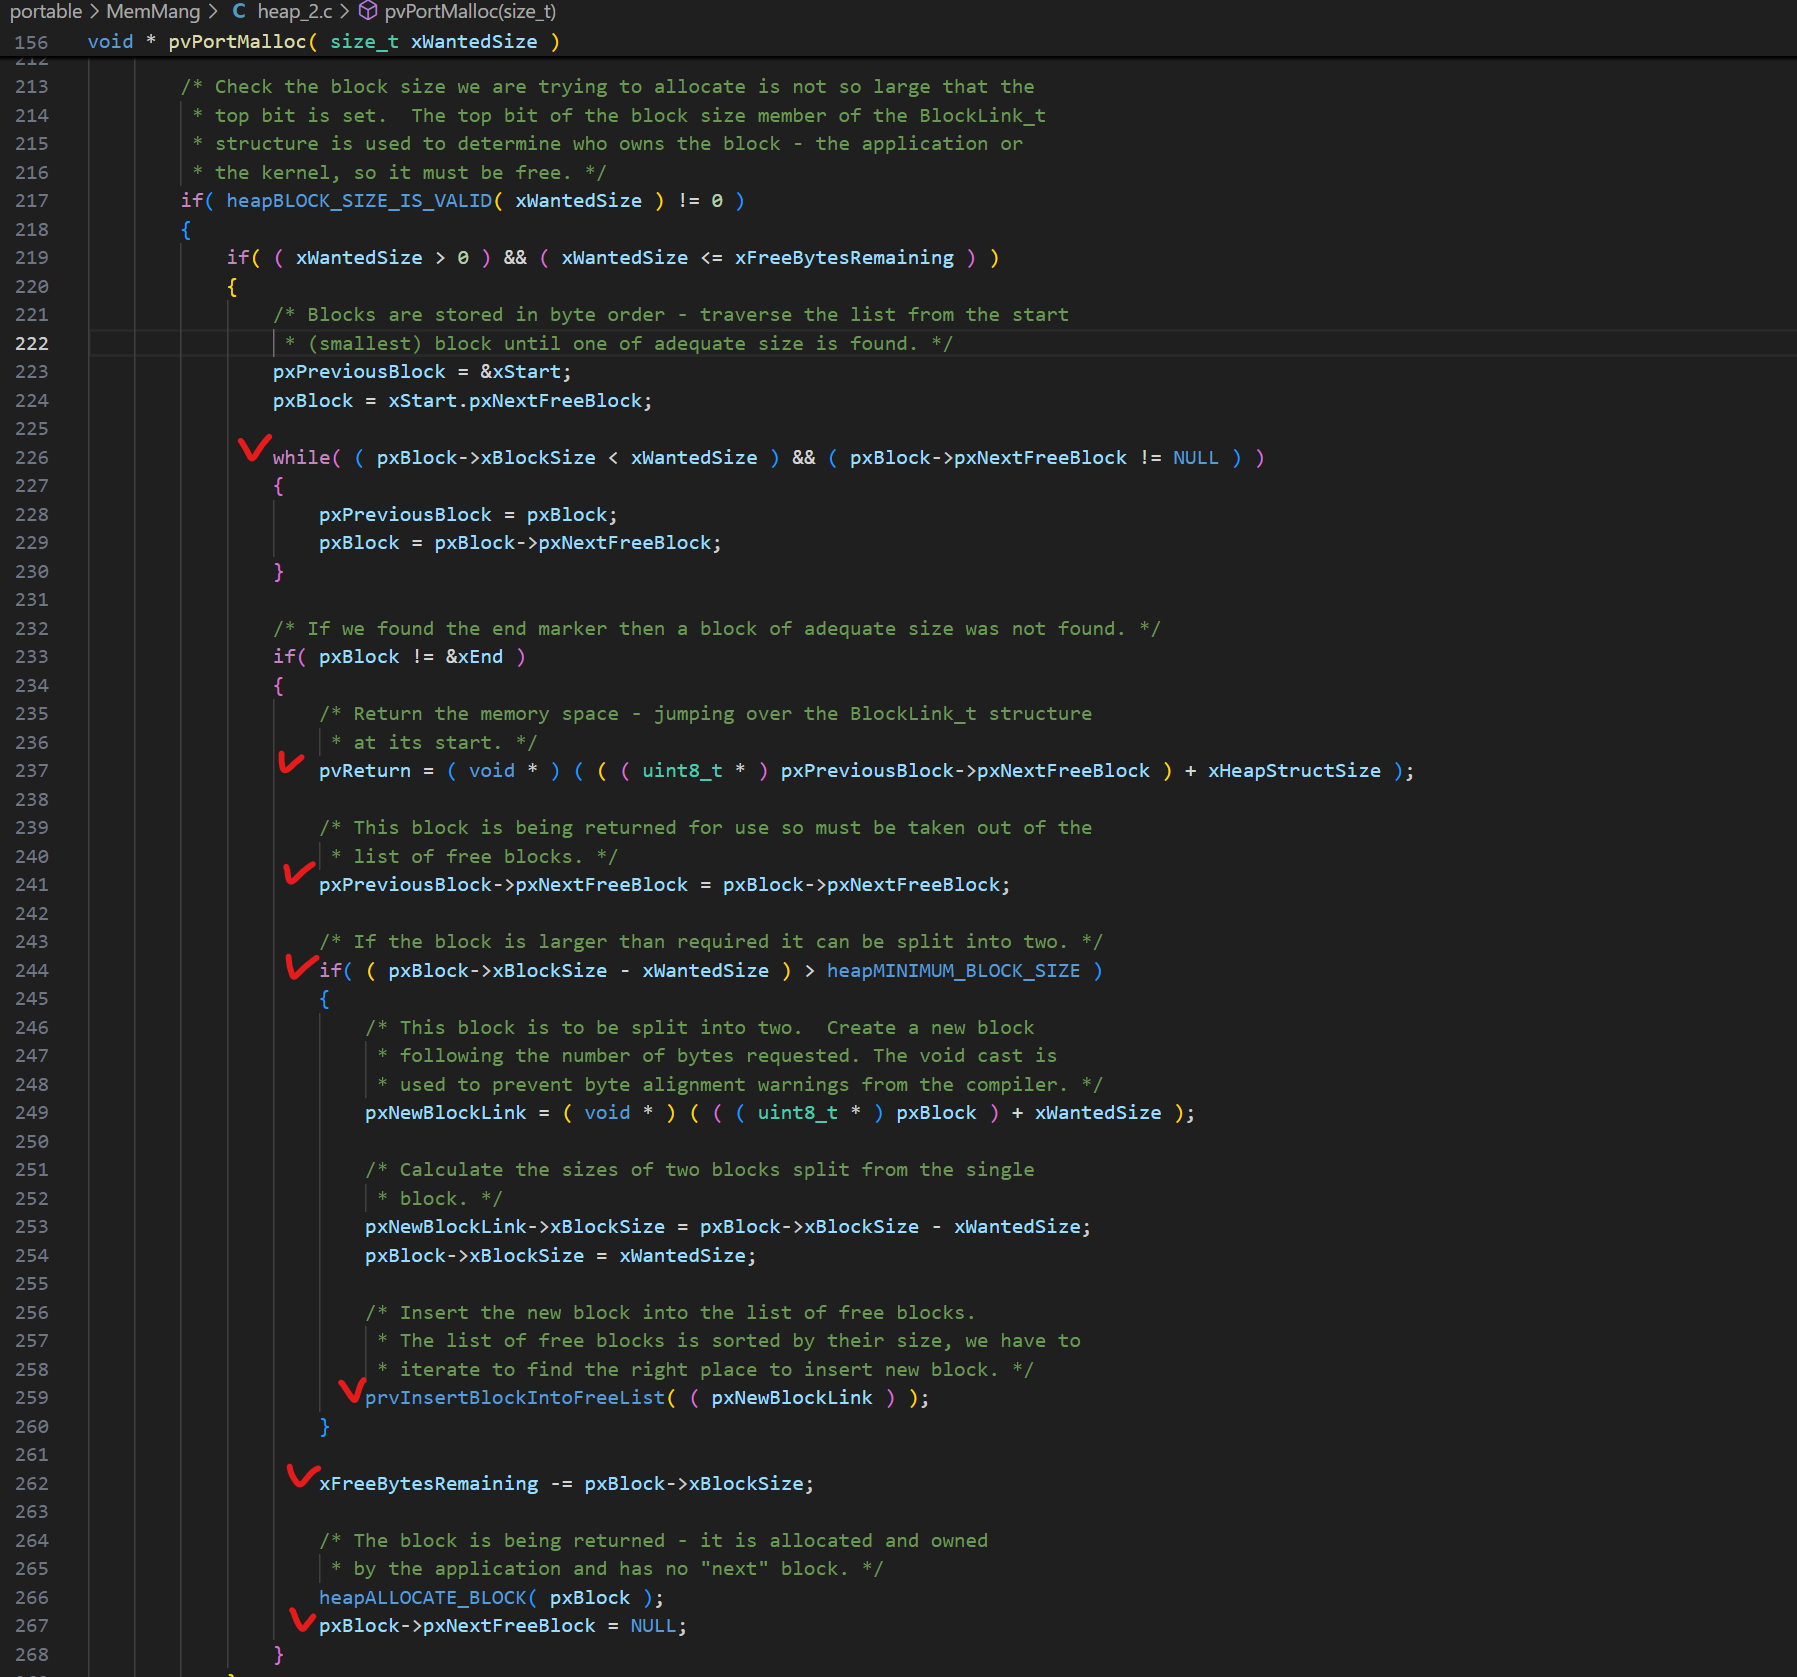 portable > MemMang > C heap_2.c > pvPortMalloc(size_t)
156 void * pvPortMalloc( size_t xWantedSize )
212
213 /* Check the block size we are trying to allocate is not so large that the
214 * top bit is set.  The top bit of the block size member of the BlockLink_t
215 * structure is used to determine who owns the block - the application or
216 * the kernel, so it must be free. */
217 if( heapBLOCK_SIZE_IS_VALID( xWantedSize ) != 0 )
218 {
219 if( ( xWantedSize > 0 ) && ( xWantedSize <= xFreeBytesRemaining ) )
220 {
221 /* Blocks are stored in byte order - traverse the list from the start
222 * (smallest) block until one of adequate size is found. */
223 pxPreviousBlock = &xStart;
224 pxBlock = xStart.pxNextFreeBlock;
225
226 while( ( pxBlock->xBlockSize < xWantedSize ) && ( pxBlock->pxNextFreeBlock != NULL ) )
227 {
228 pxPreviousBlock = pxBlock;
229 pxBlock = pxBlock->pxNextFreeBlock;
230 }
231
232 /* If we found the end marker then a block of adequate size was not found. */
233 if( pxBlock != &xEnd )
234 {
235 /* Return the memory space - jumping over the BlockLink_t structure
236 * at its start. */
237 pvReturn = ( void * ) ( ( ( uint8_t * ) pxPreviousBlock->pxNextFreeBlock ) + xHeapStructSize );
238
239 /* This block is being returned for use so must be taken out of the
240 * list of free blocks. */
241 pxPreviousBlock->pxNextFreeBlock = pxBlock->pxNextFreeBlock;
242
243 /* If the block is larger than required it can be split into two. */
244 if( ( pxBlock->xBlockSize - xWantedSize ) > heapMINIMUM_BLOCK_SIZE )
245 {
246 /* This block is to be split into two.  Create a new block
247 * following the number of bytes requested. The void cast is
248 * used to prevent byte alignment warnings from the compiler. */
249 pxNewBlockLink = ( void * ) ( ( ( uint8_t * ) pxBlock ) + xWantedSize );
250
251 /* Calculate the sizes of two blocks split from the single
252 * block. */
253 pxNewBlockLink->xBlockSize = pxBlock->xBlockSize - xWantedSize;
254 pxBlock->xBlockSize = xWantedSize;
255
256 /* Insert the new block into the list of free blocks.
257 * The list of free blocks is sorted by their size, we have to
258 * iterate to find the right place to insert new block. */
259 prvInsertBlockIntoFreeList( ( pxNewBlockLink ) );
260 }
261
262 xFreeBytesRemaining -= pxBlock->xBlockSize;
263
264 /* The block is being returned - it is allocated and owned
265 * by the application and has no "next" block. */
266 heapALLOCATE_BLOCK( pxBlock );
267 pxBlock->pxNextFreeBlock = NULL;
268 }